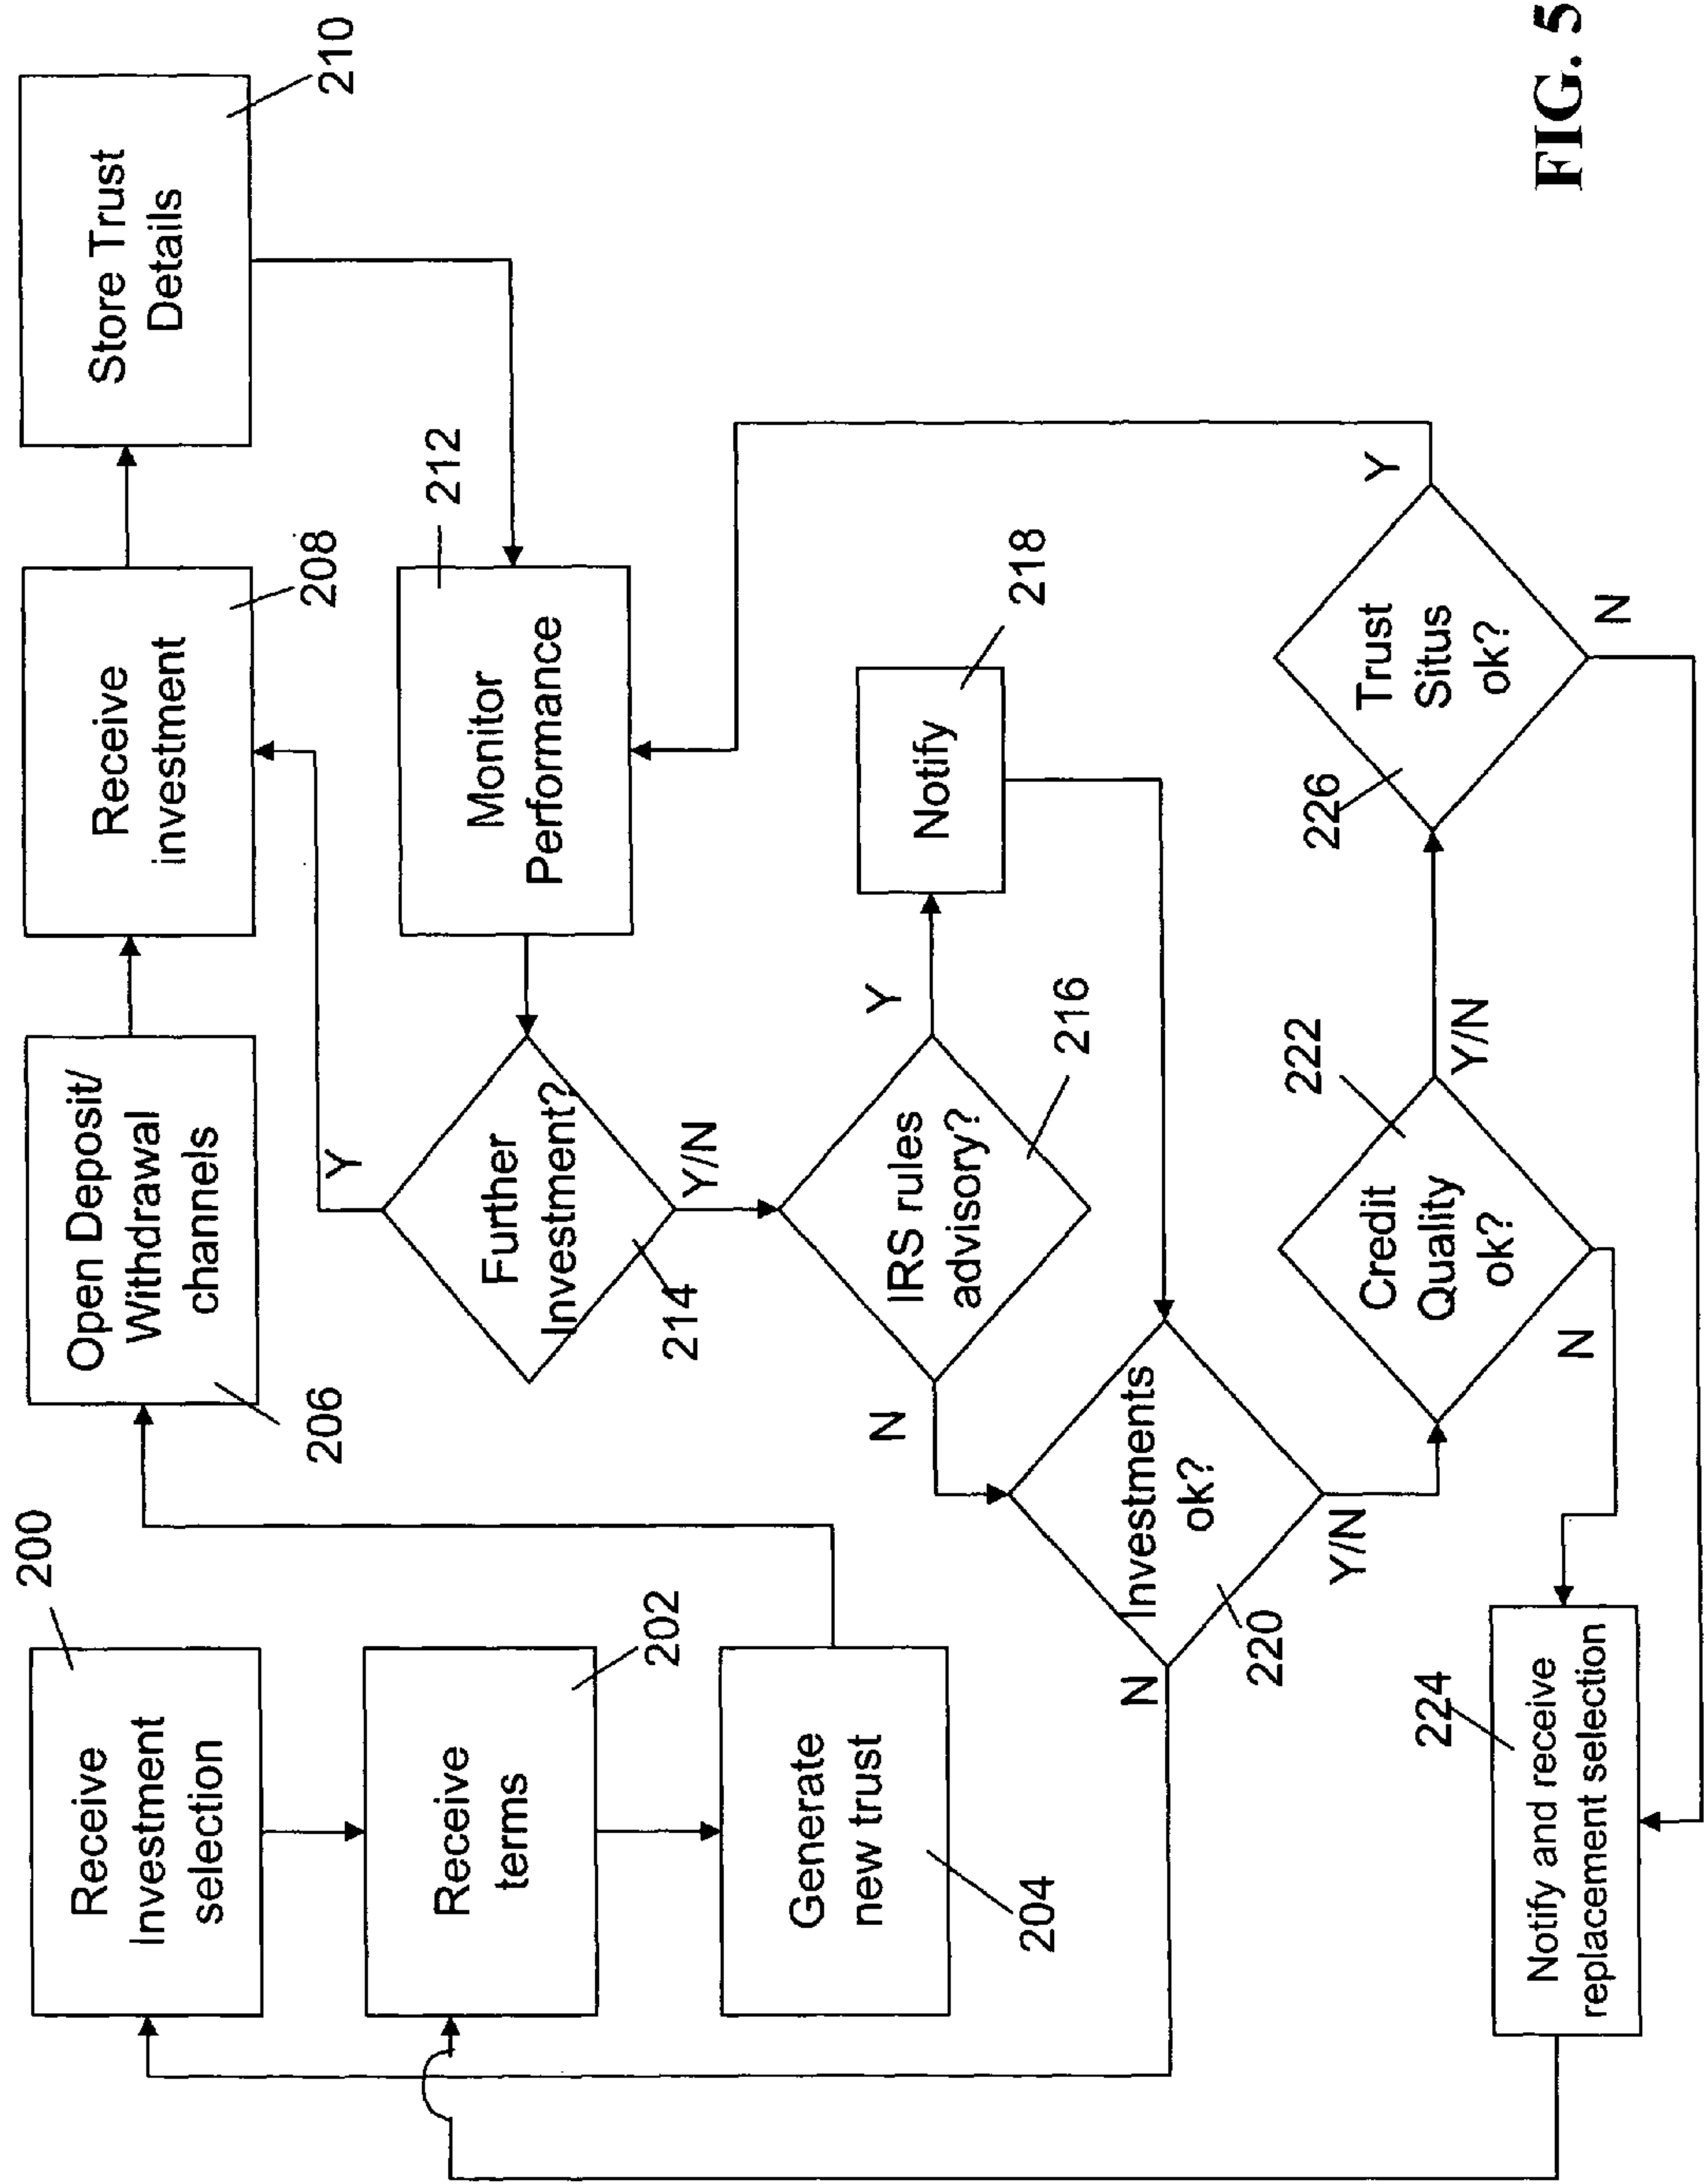 200
Receive
Investment
selection
202
Receive
terms
204
Generate
new trust
206
Open Deposit/
Withdrawal
channels
208
Receive
investment
210
Store Trust
Details
212
Monitor
Performance
Y
Further
Investment?
214
Y/N
IRS rules
advisory?
216
Y
N
218
Notify
Investments
ok?
220
N
Y/N
222
Credit
Quality
ok?
Y/N
N
224
Notify and receive
replacement selection
226
Trust
Situs
ok?
Y
N
FIG. 5